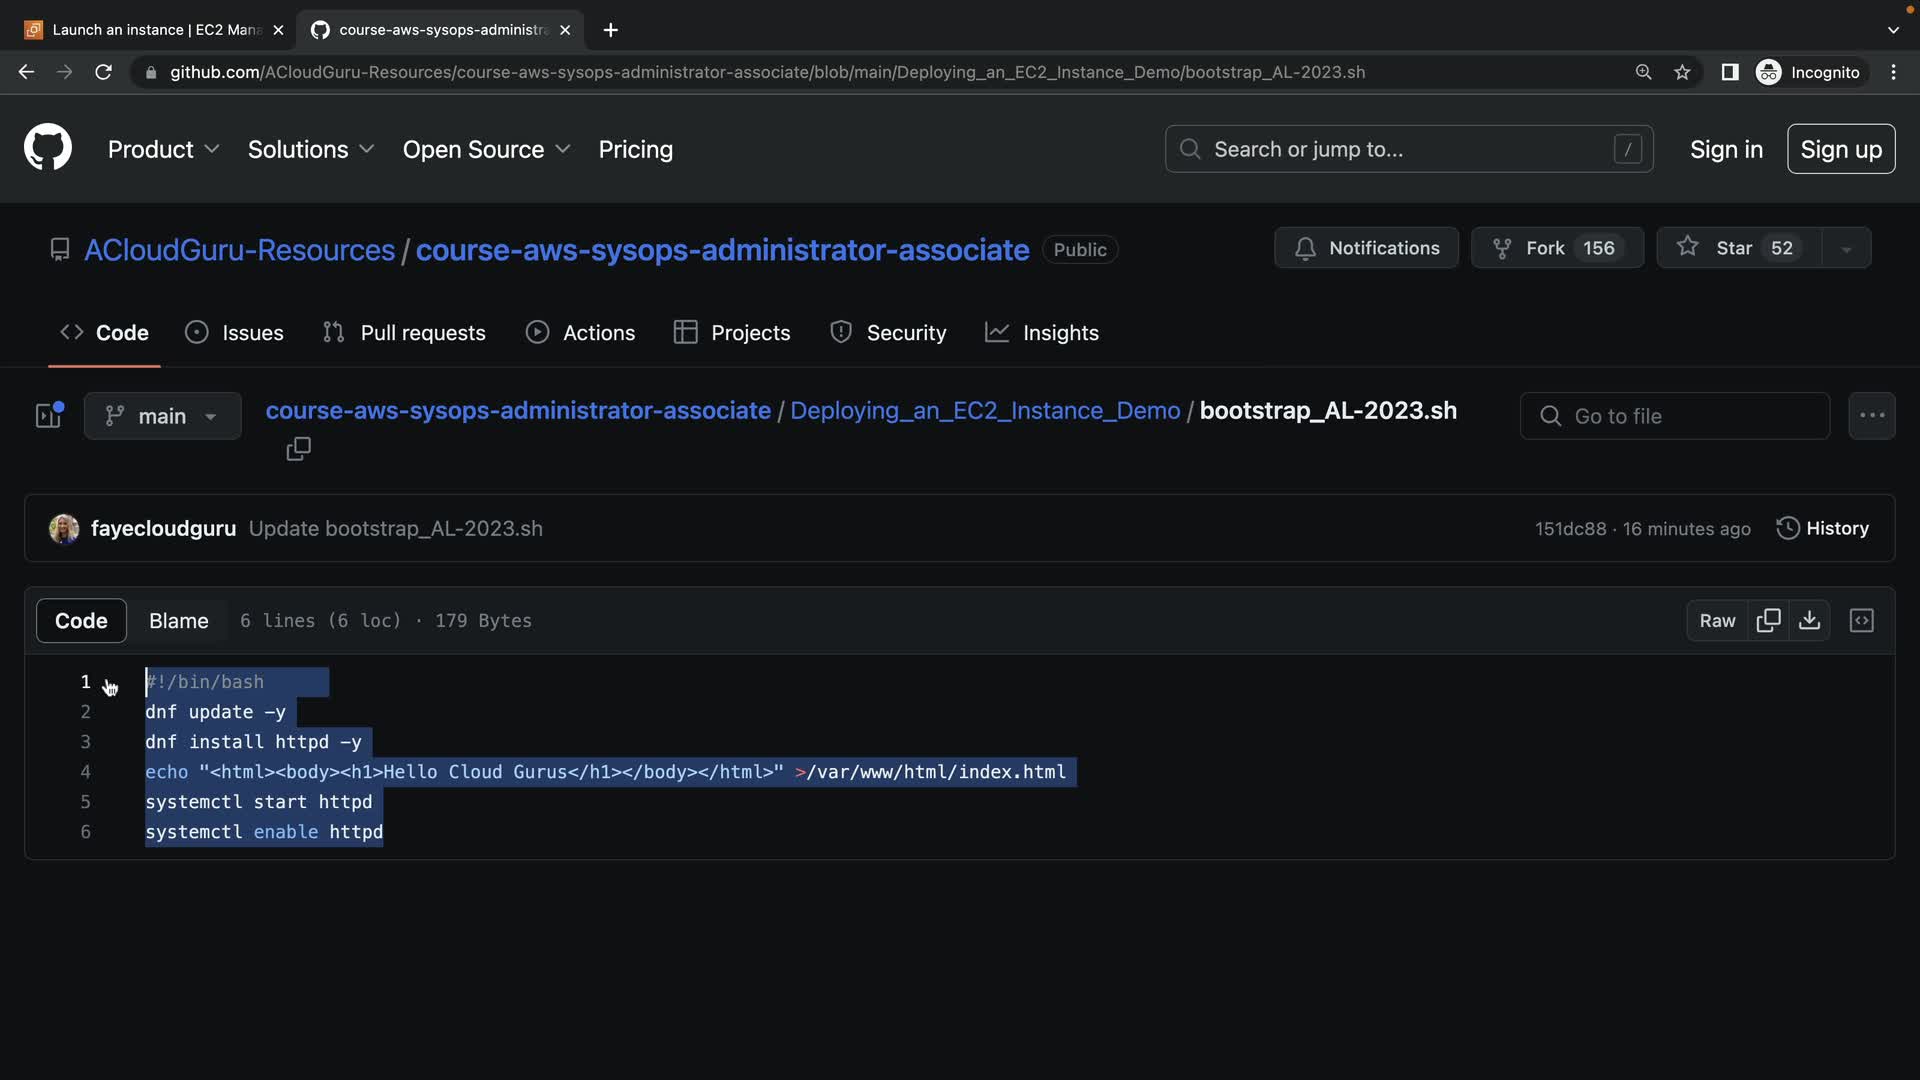 Launch an instance | EC2 Mana
course-aws-sysops-administra
github.com/ACloudGuru-Resources/course-aws-sysops-administrator-associate/blob/main/Deploying_an_EC2_Instance_Demo/bootstrap_AL-2023.sh
Incognito
Product Solutions Open Source Pricing
Search or jump to... /
Sign in Sign up
ACloudGuru-Resources / course-aws-sysops-administrator-associate Public
Notifications Fork 156 Star 52
Code Issues Pull requests Actions Projects Security Insights
main
course-aws-sysops-administrator-associate / Deploying_an_EC2_Instance_Demo / bootstrap_AL-2023.sh
Go to file
fayecloudguru Update bootstrap_AL-2023.sh
151dc88 · 16 minutes ago History
Code Blame 6 lines (6 loc) · 179 Bytes
Raw
1 #!/bin/bash
2 dnf update -y
3 dnf install httpd -y
4 echo "<html><body><h1>Hello Cloud Gurus</h1></body></html>" >/var/www/html/index.html
5 systemctl start httpd
6 systemctl enable httpd